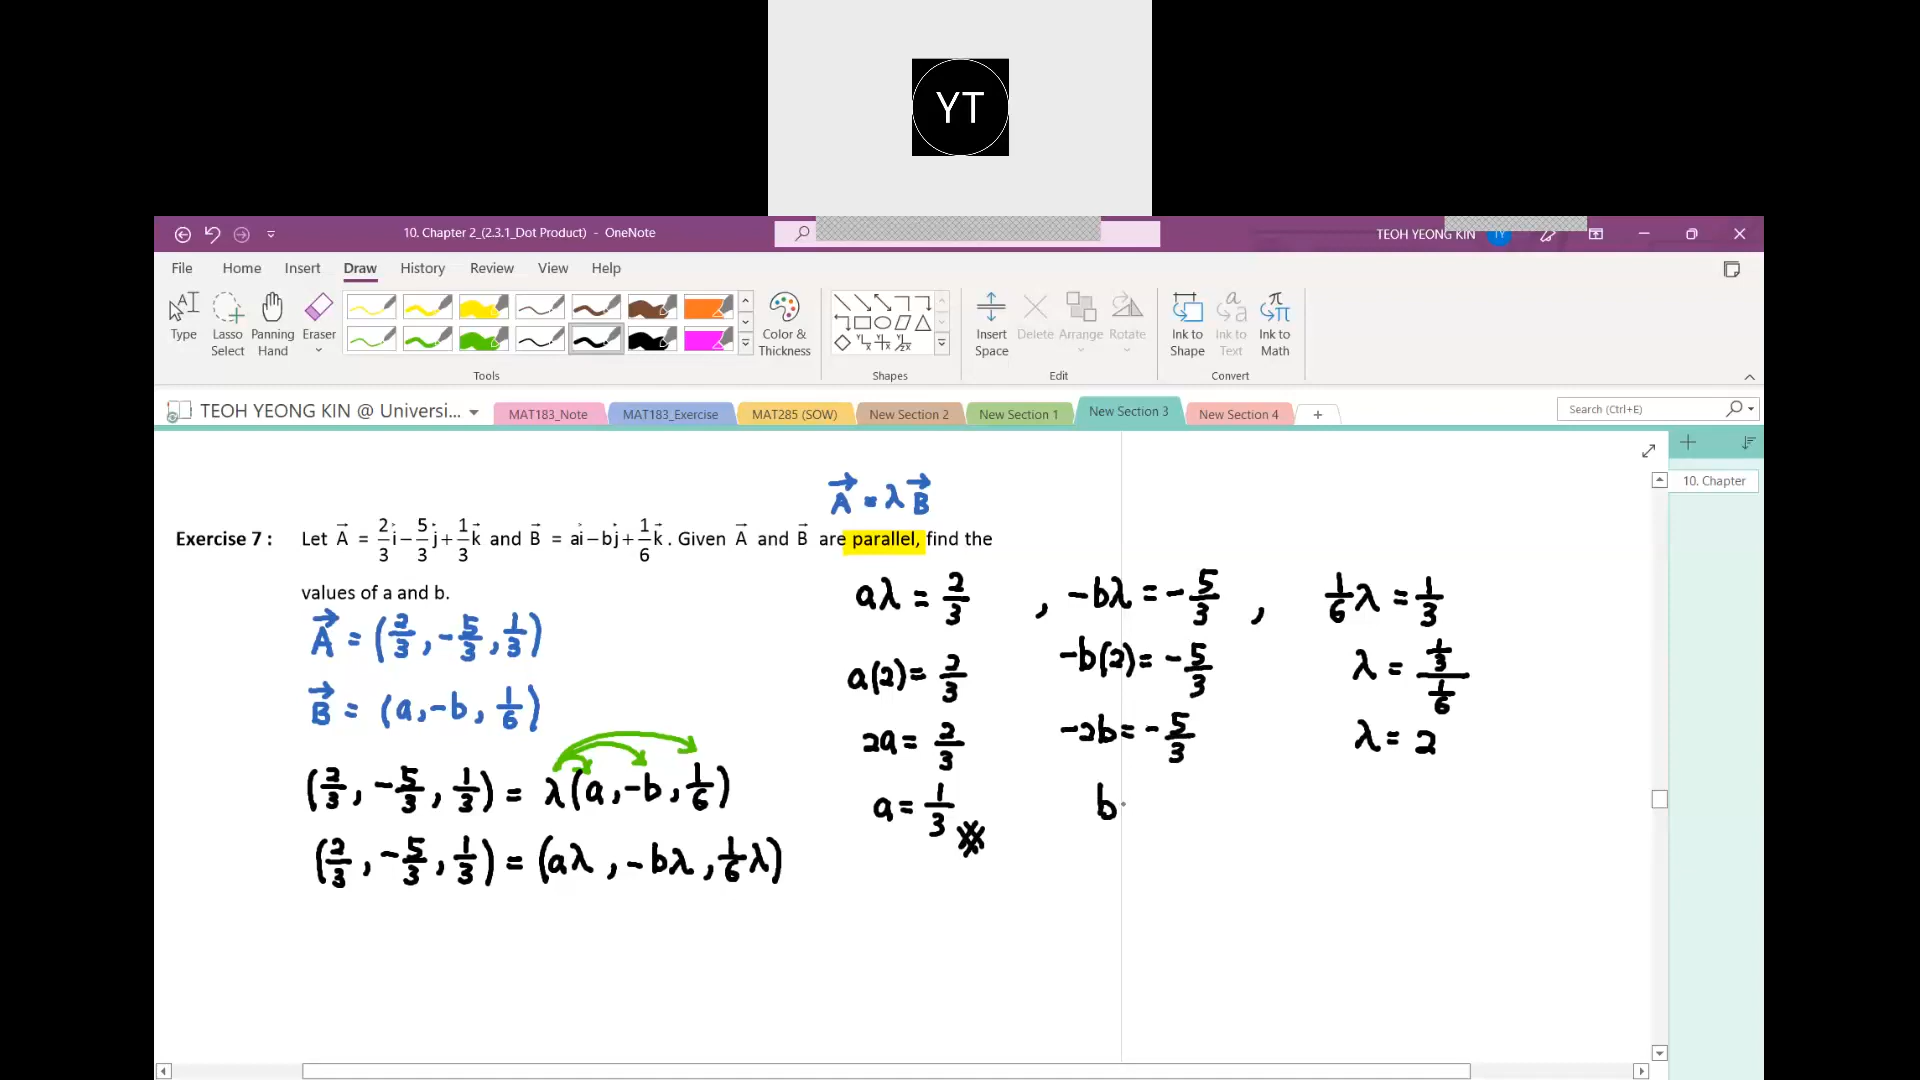 YT
10. Chapter 2_(2.3.1_Dot Product) - OneNote
TEOH YEONG KIN YT
File Home Insert Draw History Review View Help
Type Lasso Select Panning Hand Eraser
Color & Thickness
Insert Space Delete Arrange Rotate
Ink to Shape Ink to Text Ink to Math
Tools Shapes Edit Convert
TEOH YEONG KIN @ Universi...
MAT183_Note MAT183_Exercise MAT285 (SOW) New Section 2 New Section 1 New Section 3 New Section 4 +
Search (Ctrl+E)
10. Chapter
A⃗ = λ B⃗
Exercise 7 : Let A⃗ = 2/3 i⃗ − 5/3 j⃗ + 1/3 k⃗ and B⃗ = ai⃗ − bj⃗ + 1/6 k⃗ . Given A⃗ and B⃗ are parallel, find the
values of a and b.
A⃗ = (2/3, -5/3, 1/3)
B⃗ = (a, -b, 1/6)
(2/3, -5/3, 1/3) = λ(a, -b, 1/6)
(2/3, -5/3, 1/3) = (aλ, -bλ, 1/6 λ)
aλ = 2/3 , -bλ = -5/3 , 1/6 λ = 1/3
a(2) = 2/3
2a = 2/3
a = 1/3
-b(2) = -5/3
-2b = -5/3
b
λ = (1/3)/(1/6)
λ = 2